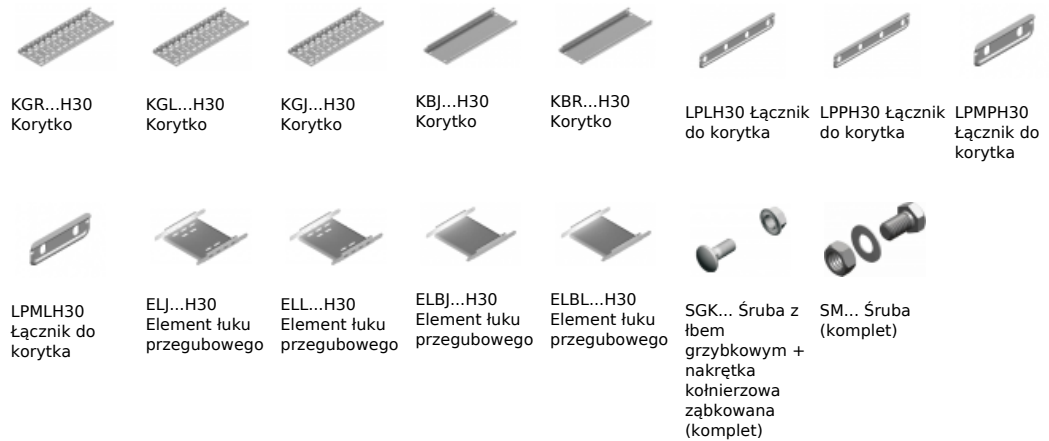 KGR...H30
Korytko
KGL...H30
Korytko
KGJ...H30
Korytko
KBJ...H30
Korytko
KBR...H30
Korytko
LPLH30 Łącznik
do korytka
LPPH30 Łącznik
do korytka
LPMPH30
Łącznik do
korytka
LPMLH30
Łącznik do
korytka
ELJ...H30
Element łuku
przegubowego
ELL...H30
Element łuku
przegubowego
ELBJ...H30
Element łuku
przegubowego
ELBL...H30
Element łuku
przegubowego
SGK... Śruba z
łbem
grzybkowym +
nakrętka
kołnierzowa
ząbkowana
(komplet)
SM... Śruba
(komplet)